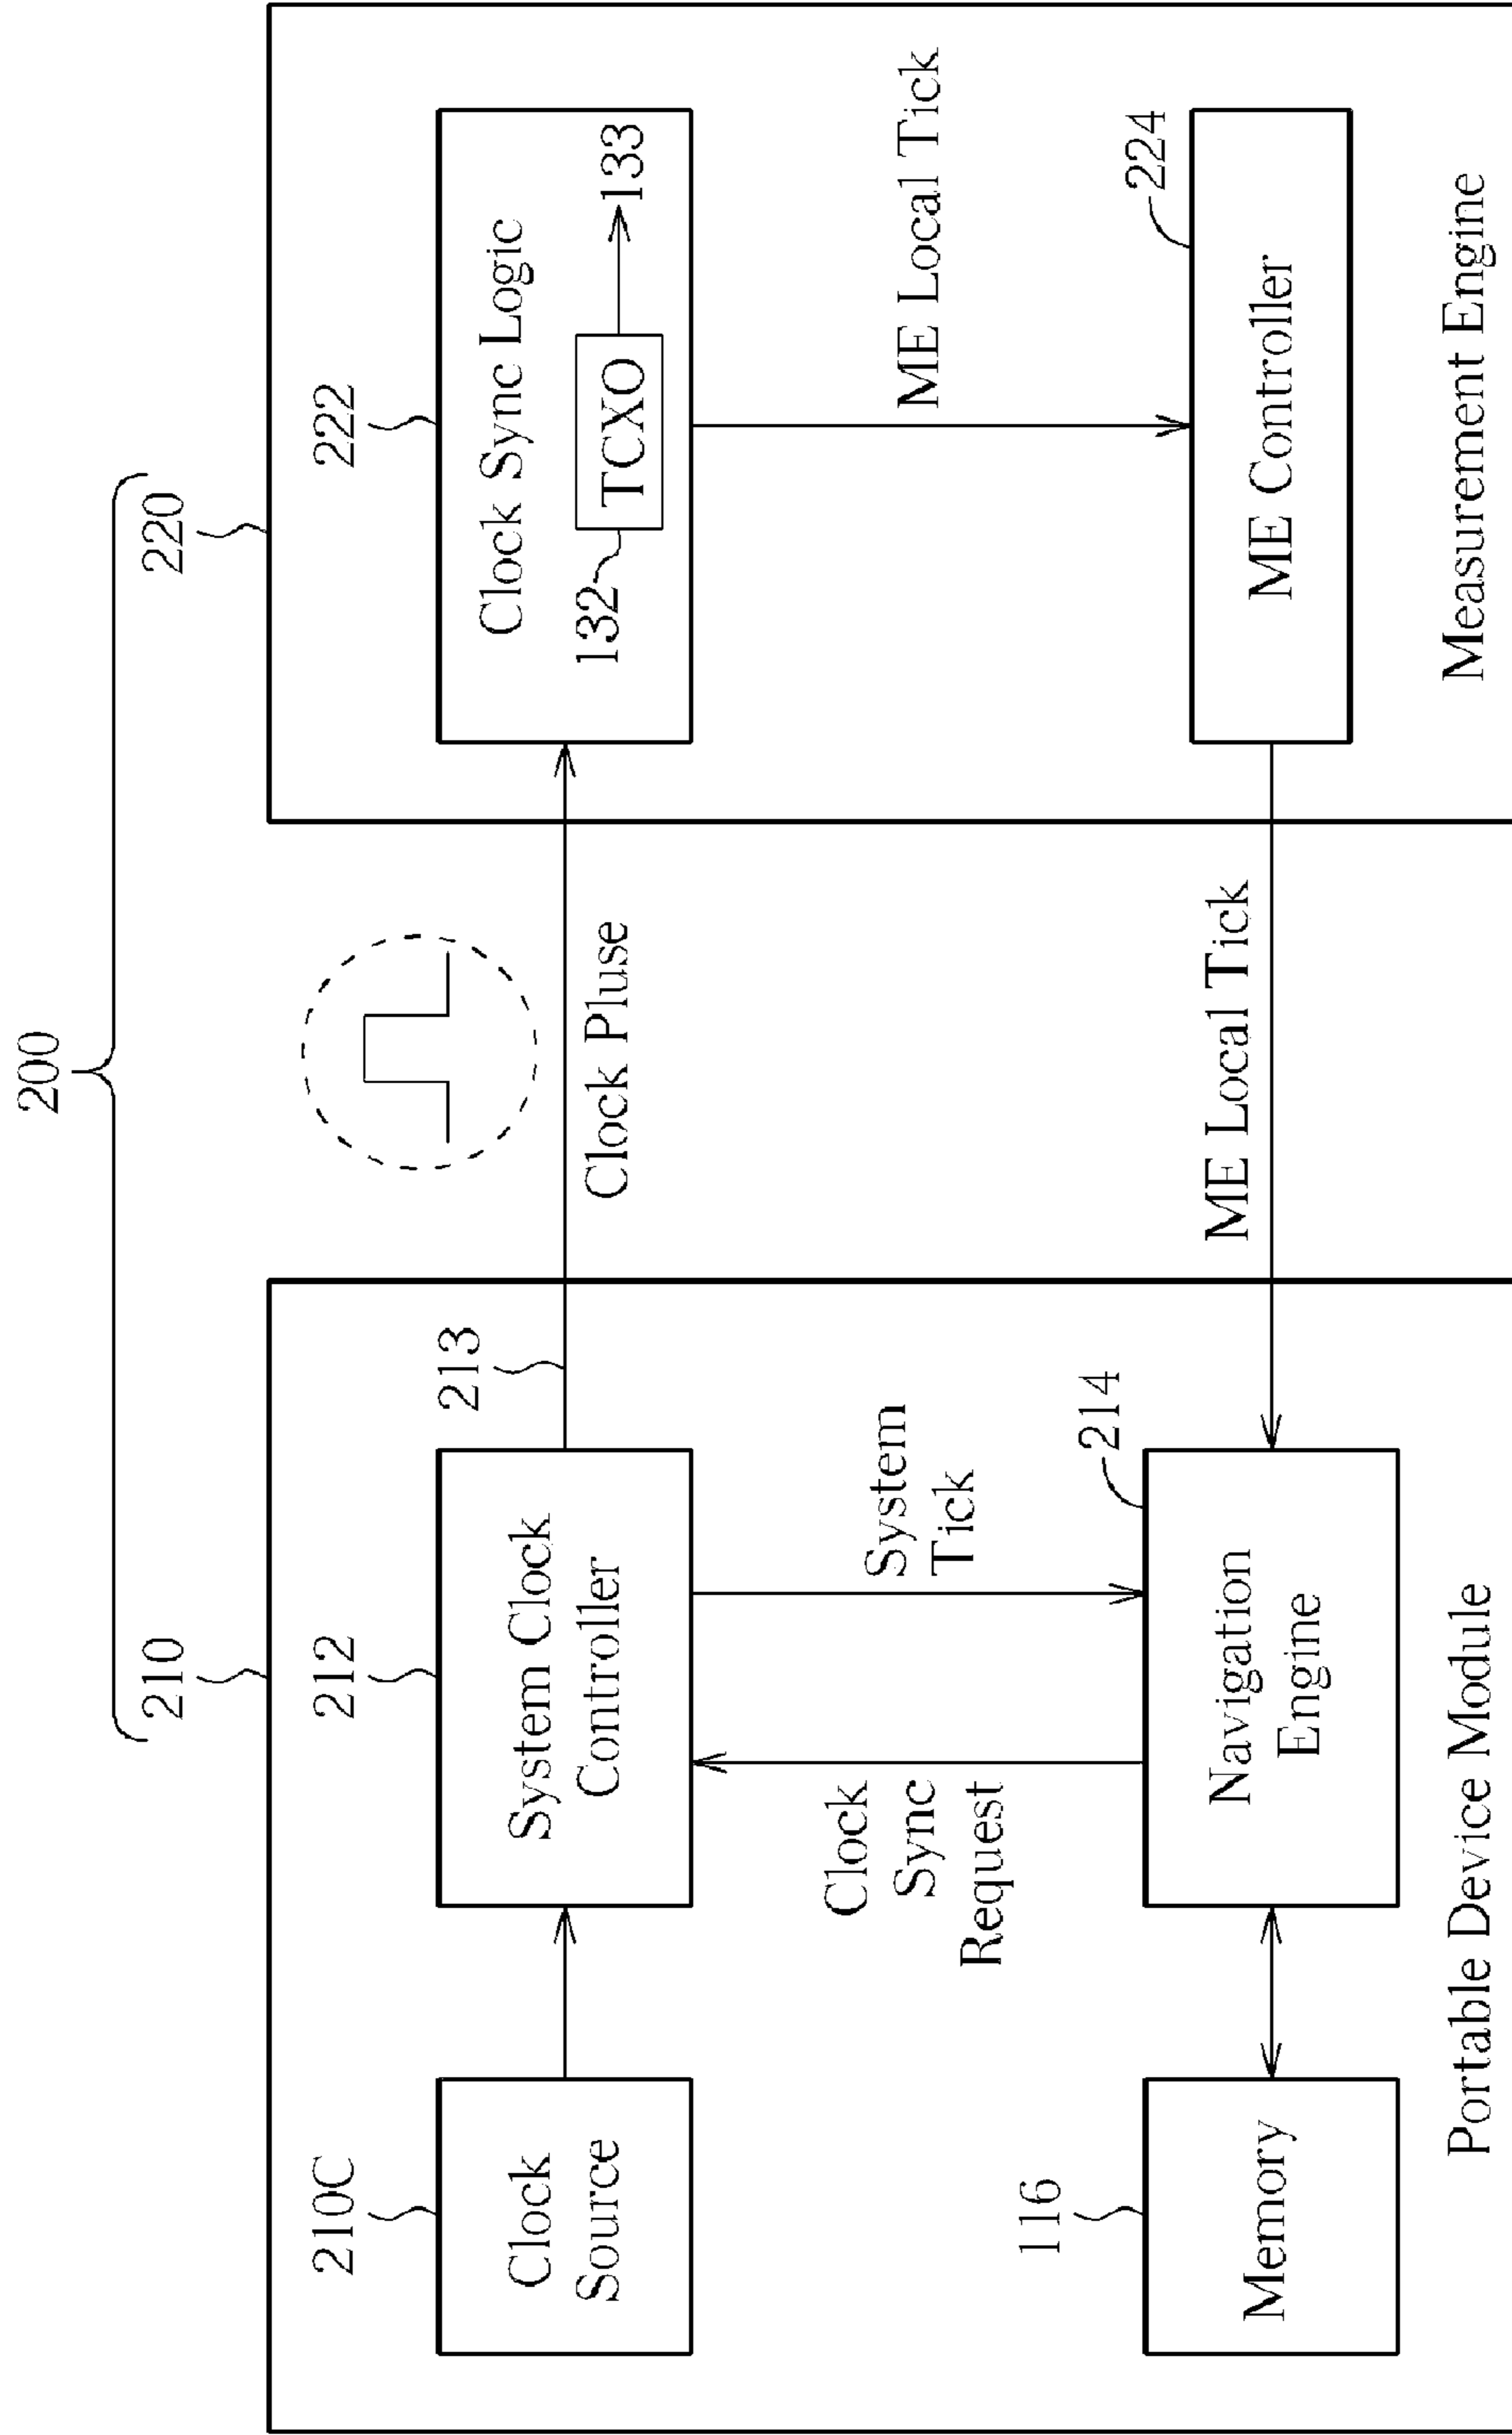 200
210
220
210C
212
213
222
Clock
Source
System Clock
Controller
Clock Pluse
Clock Sync Logic
132
TCXO
133
Clock
Sync
Request
System
Tick
ME Local Tick
116
214
224
Memory
Navigation
Engine
ME Local Tick
ME Controller
Portable Device Module
Measurement Engine